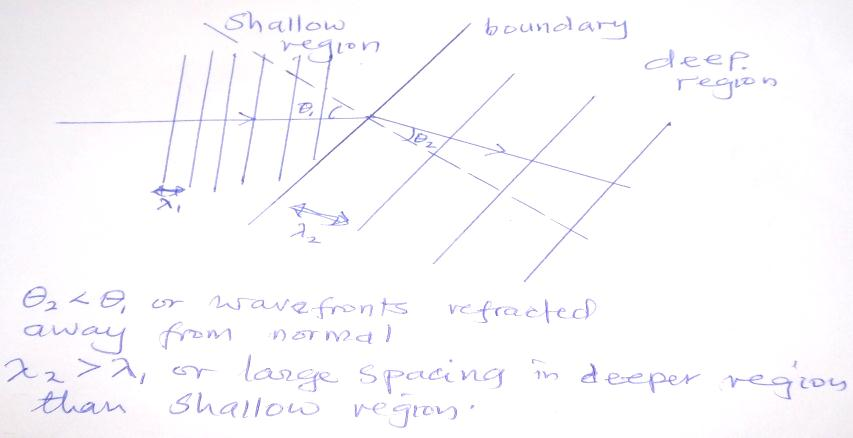 Shallow
region
boundary
deep.
region
θ₁
θ₂
λ₁
λ₂
θ₂ < θ₁ or wavefronts refracted
away from normal
λ₂ > λ₁ or large spacing in deeper region
than shallow region.